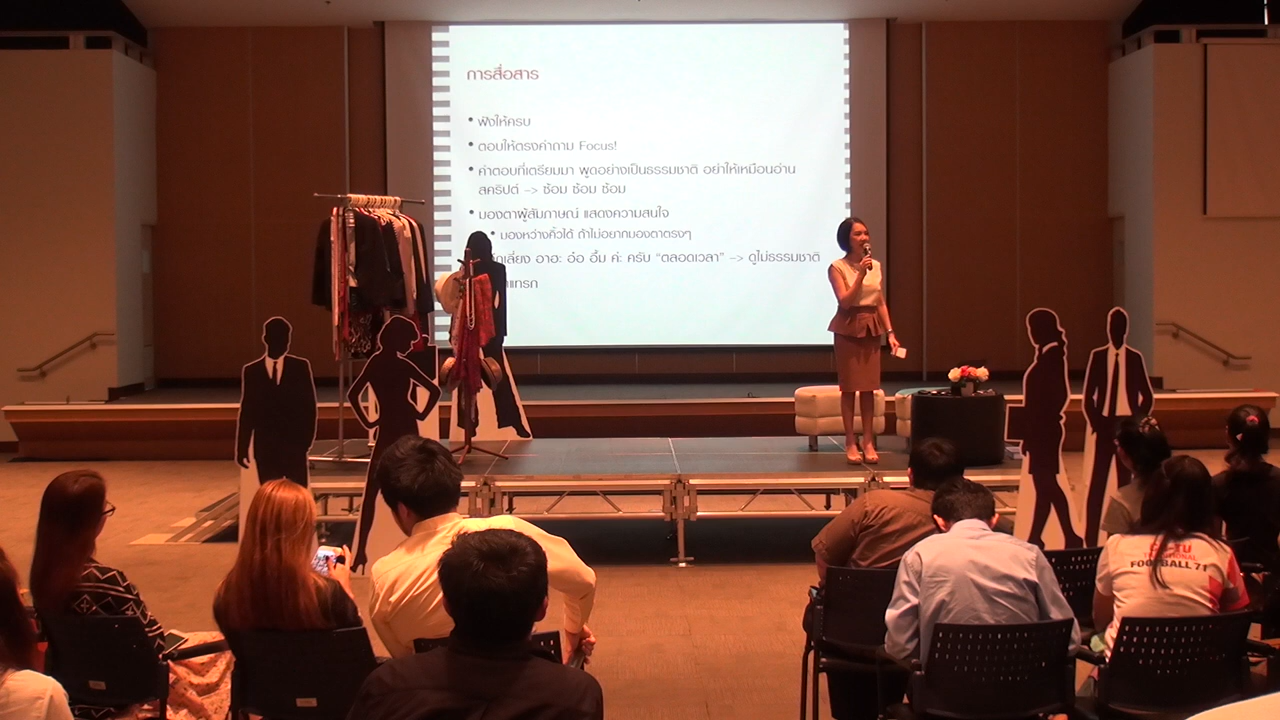 การสื่อสาร
• ฟังให้ครบ
• ตอบให้ตรงคำถาม Focus!
• คำตอบที่เตรียมมา พูดอย่างเป็นธรรมชาติ อย่าให้เหมือนอ่าน
สคริปต์ –> ซ้อม ซ้อม ซ้อม
• มองตาผู้สัมภาษณ์ แสดงความสนใจ
• มองหว่างคิ้วได้ ถ้าไม่อยากมองตาตรงๆ
อาฮะ อ๋อ อื้ม ค่ะ ครับ “ตลอดเวลา” –> ดูไม่ธรรมชาติ
แทรก
FOOTBALL 71